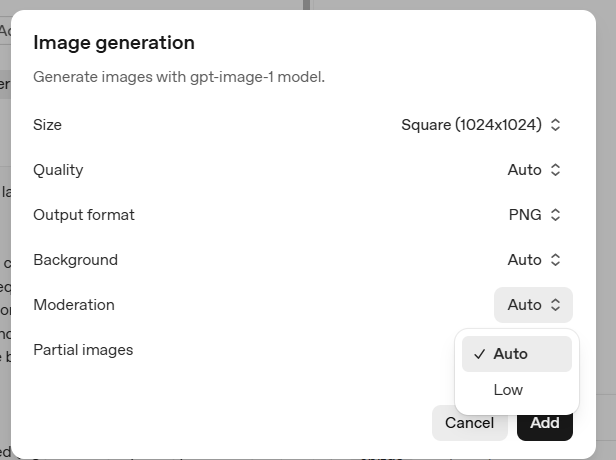 Image generation
Generate images with gpt-image-1 model.
Size Square (1024x1024)
Quality Auto
Output format PNG
Background Auto
Moderation Auto
Auto
Low
Partial images
Cancel Add